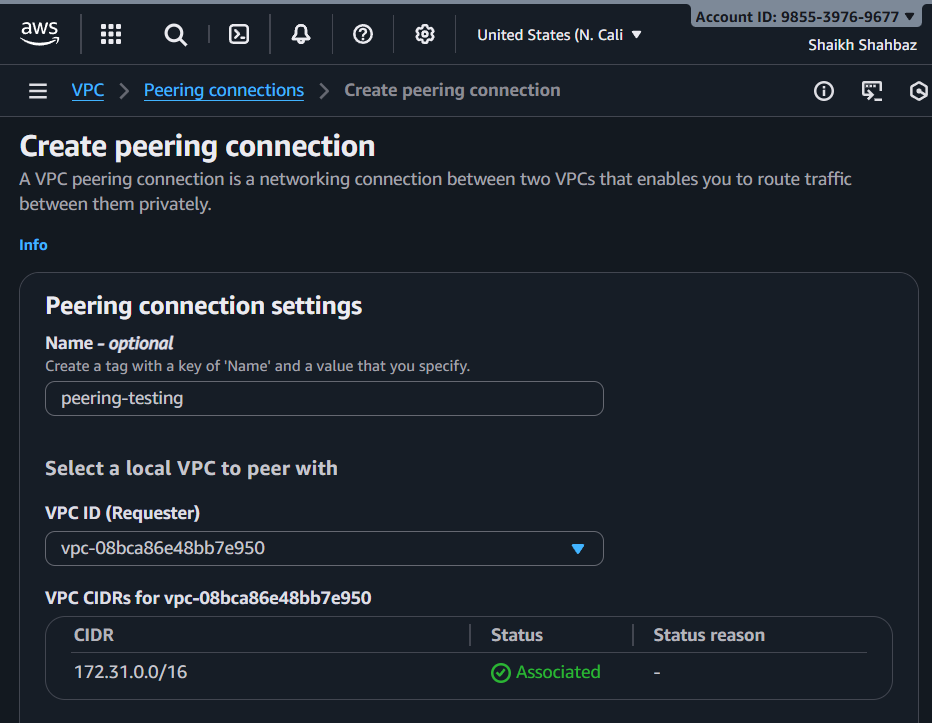 aws
United States (N. Cali
Account ID: 9855-3976-9677
Shaikh Shahbaz
VPC
Peering connections
Create peering connection
Create peering connection
A VPC peering connection is a networking connection between two VPCs that enables you to route traffic
between them privately.
Info
Peering connection settings
Name - optional
Create a tag with a key of 'Name' and a value that you specify.
peering-testing
Select a local VPC to peer with
VPC ID (Requester)
vpc-08bca86e48bb7e950
VPC CIDRs for vpc-08bca86e48bb7e950
CIDR Status Status reason
172.31.0.0/16 Associated -